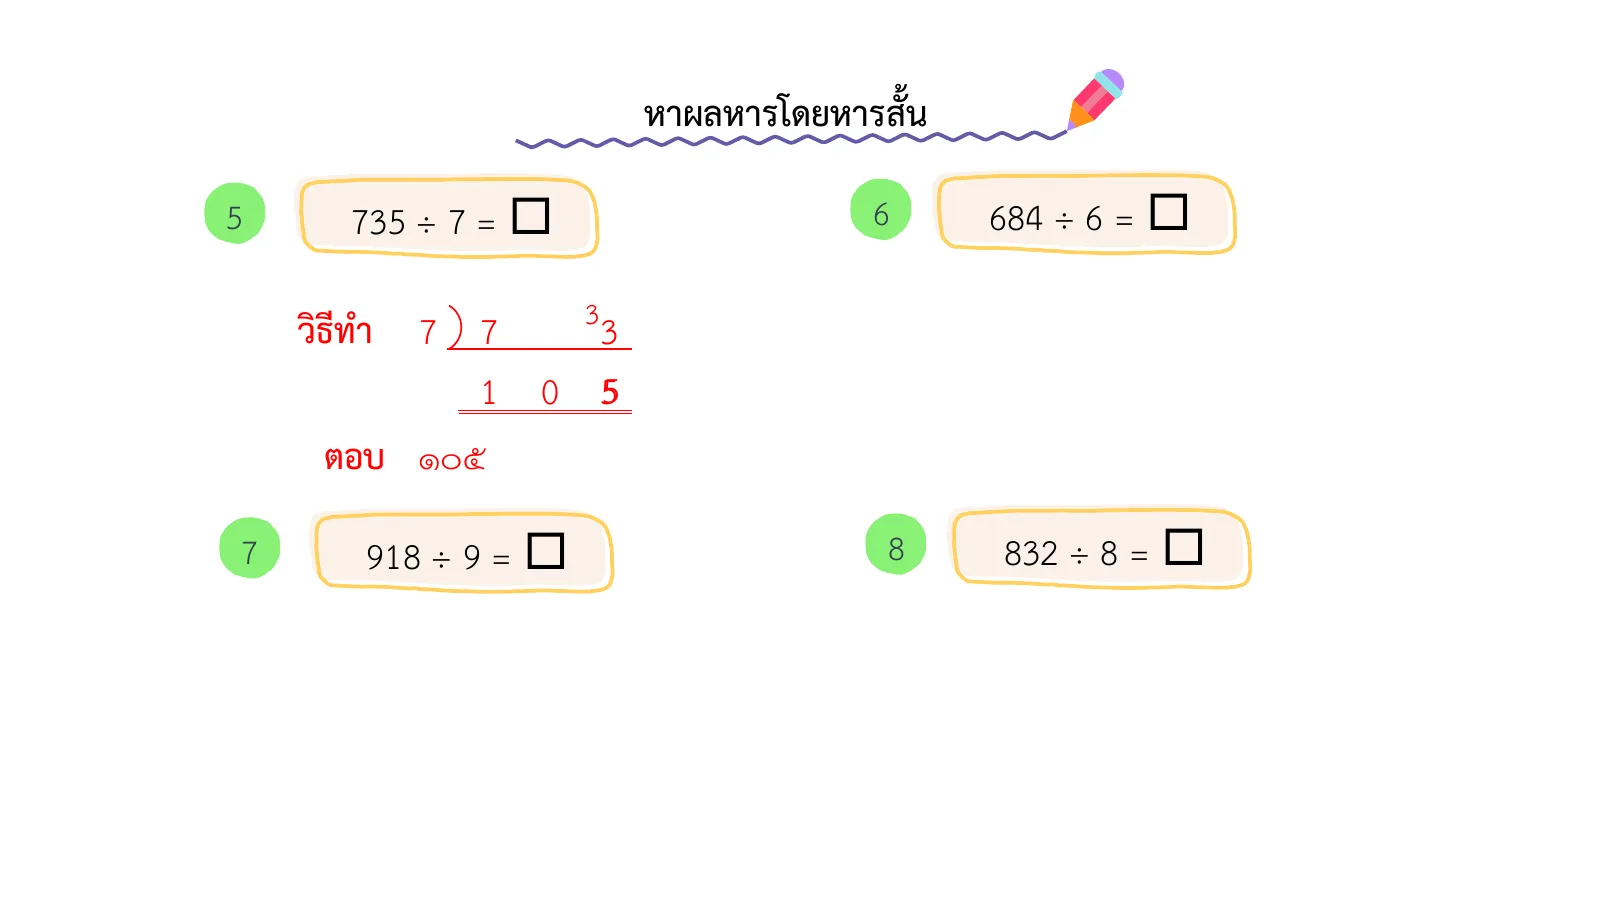 หาผลหารโดยหารสั้น
5 735 ÷ 7 = □
6 684 ÷ 6 = □
วิธีทำ 7 ) 7 ³3
1 0 5
ตอบ ๑๐๕
7 918 ÷ 9 = □
8 832 ÷ 8 = □